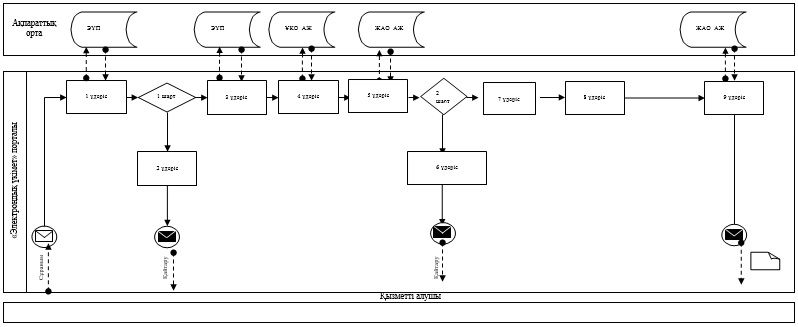 Ақпараттық
орта
ЭҮП
ЭҮП
ҰКО АЖ
ЖАО АЖ
ЖАО АЖ
«Электрондық үкімет» порталы
1 үдеріс
1 шарт
3 үдеріс
4 үдеріс
5 үдеріс
2
шарт
7 үдеріс
8 үдеріс
9 үдеріс
2 үдеріс
6 үдеріс
Сұраным
Қайтару
Қайтару
Қызметті алушы